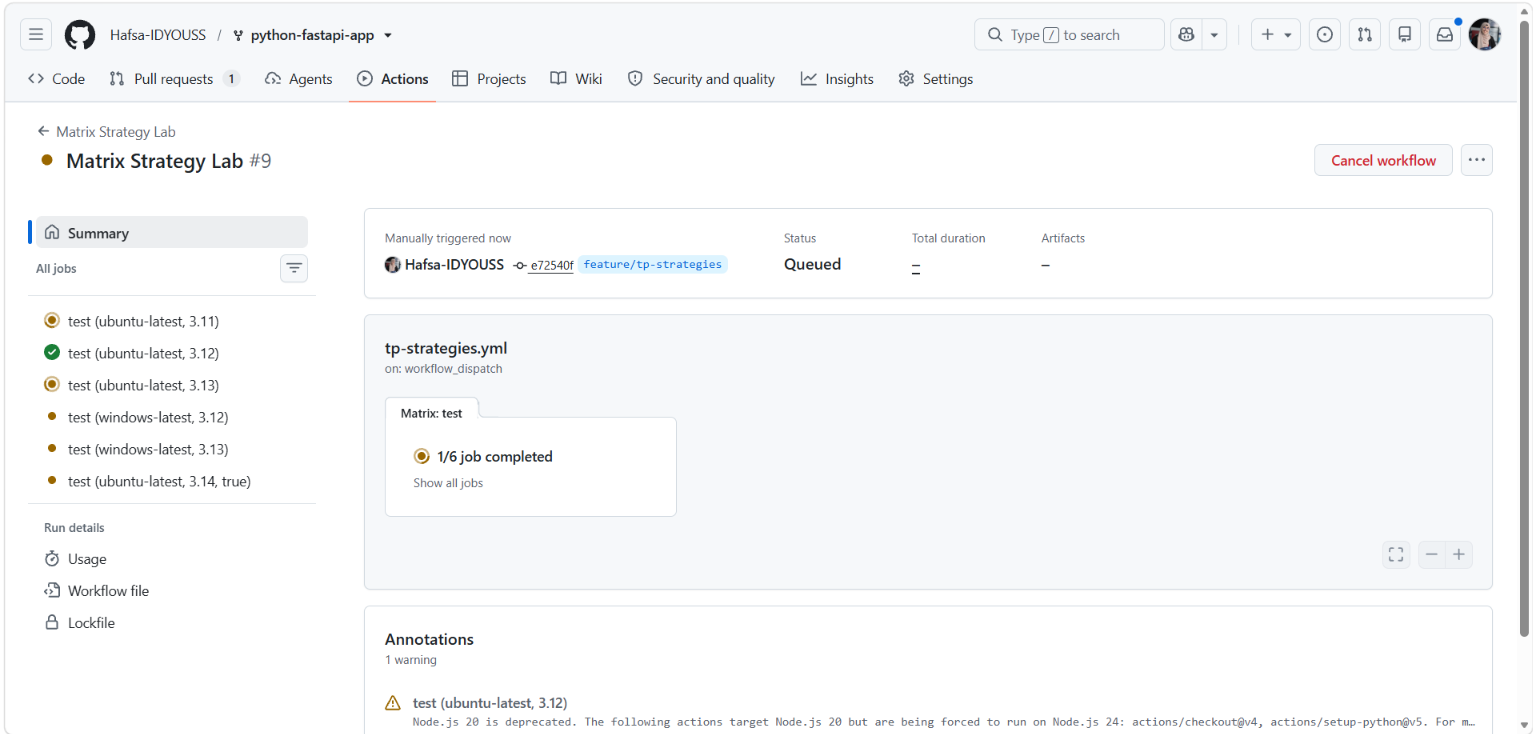 Hafsa-IDYOUSS / python-fastapi-app
Type / to search
Code
Pull requests 1
Agents
Actions
Projects
Wiki
Security and quality
Insights
Settings
Matrix Strategy Lab
Matrix Strategy Lab #9
Cancel workflow
Summary
All jobs
test (ubuntu-latest, 3.11)
test (ubuntu-latest, 3.12)
test (ubuntu-latest, 3.13)
test (windows-latest, 3.12)
test (windows-latest, 3.13)
test (ubuntu-latest, 3.14, true)
Run details
Usage
Workflow file
Lockfile
Manually triggered now
Hafsa-IDYOUSS e72540f feature/tp-strategies
Status
Queued
Total duration
–
Artifacts
–
tp-strategies.yml
on: workflow_dispatch
Matrix: test
1/6 job completed
Show all jobs
Annotations
1 warning
test (ubuntu-latest, 3.12)
Node.js 20 is deprecated. The following actions target Node.js 20 but are being forced to run on Node.js 24: actions/checkout@v4, actions/setup-python@v5. For m…